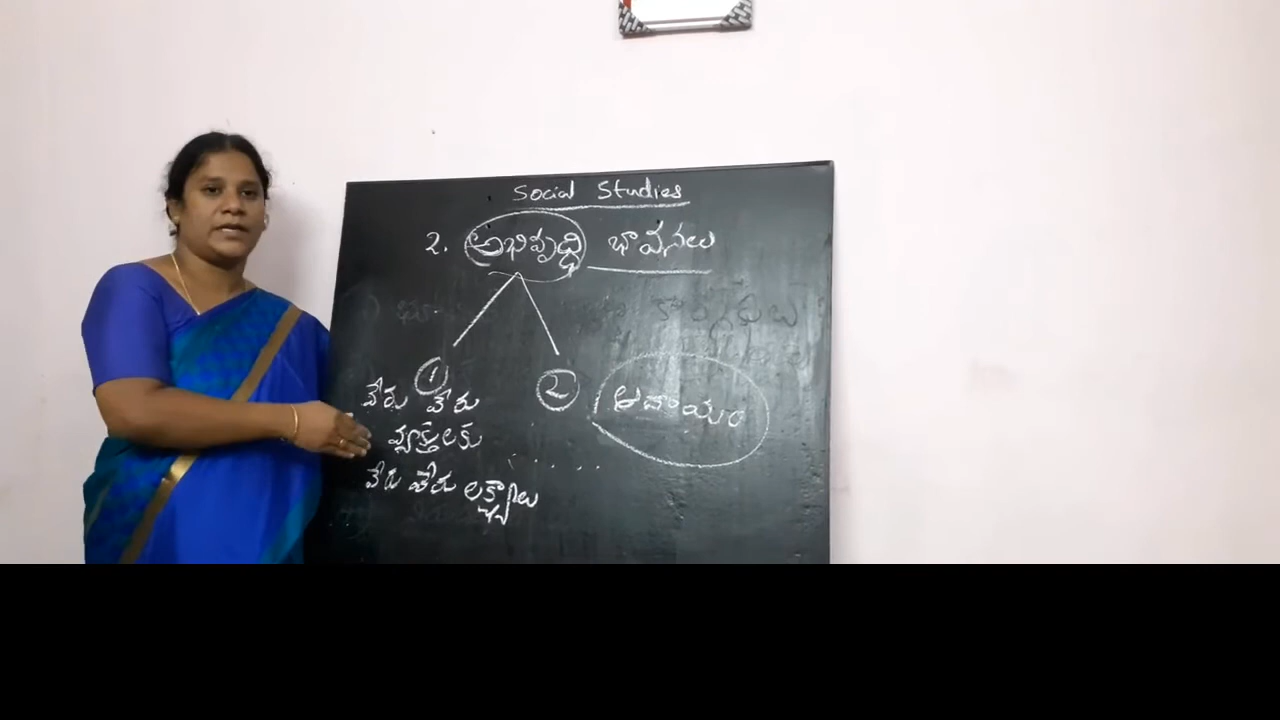 Social Studies
2. అభివృద్ధి భావనలు
1 2
వేరు వేరు ఆదాయం
వ్యక్తులకు
వేరు వేరు లక్ష్యాలు